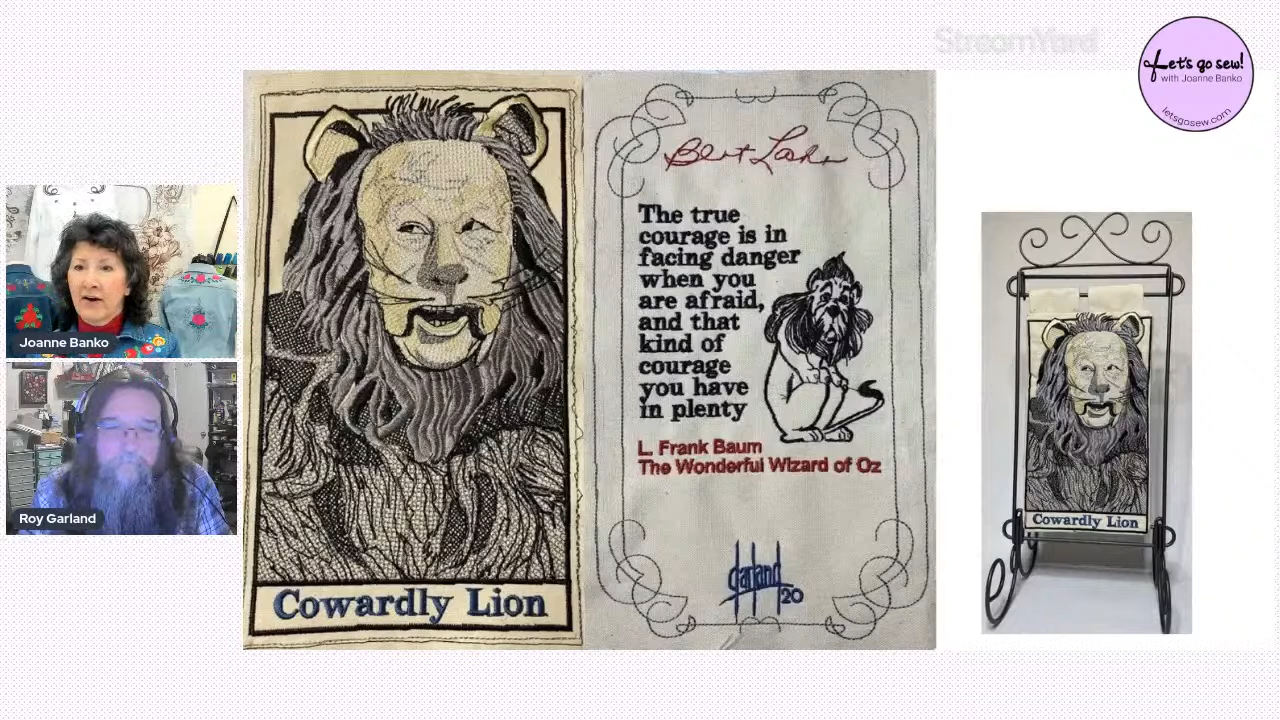 StreamYard
Let's go sew!
with Joanne Banko
letsgosew.com
Joanne Banko
Roy Garland
Cowardly Lion
Bert Lahr
The true
courage is in
facing danger
when you
are afraid,
and that
kind of
courage
you have
in plenty
L. Frank Baum
The Wonderful Wizard of Oz
Garland
20
Cowardly Lion